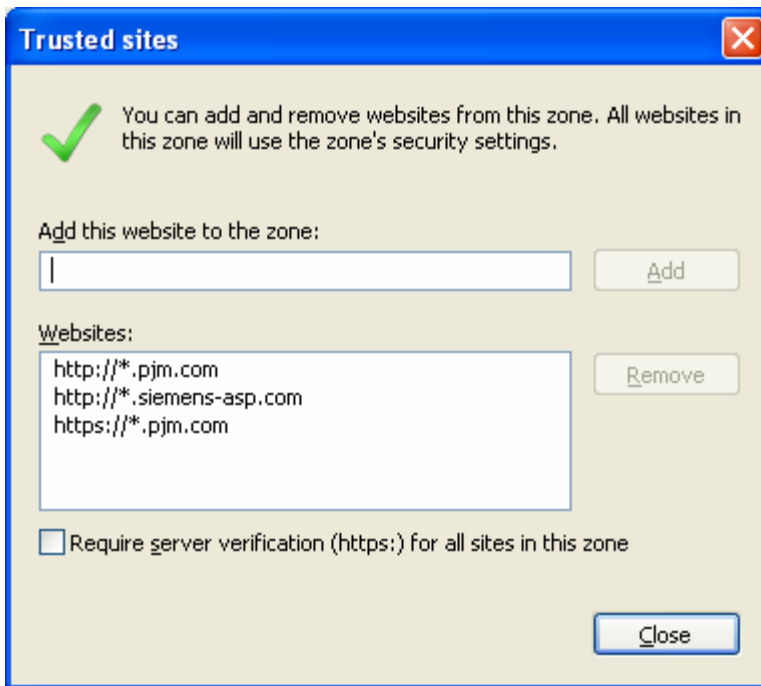 Trusted sites
You can add and remove websites from this zone. All websites in
this zone will use the zone's security settings.
Add this website to the zone:
Add
Websites:
http://*.pjm.com
http://*.siemens-asp.com
https://*.pjm.com
Remove
Require server verification (https:) for all sites in this zone
Close